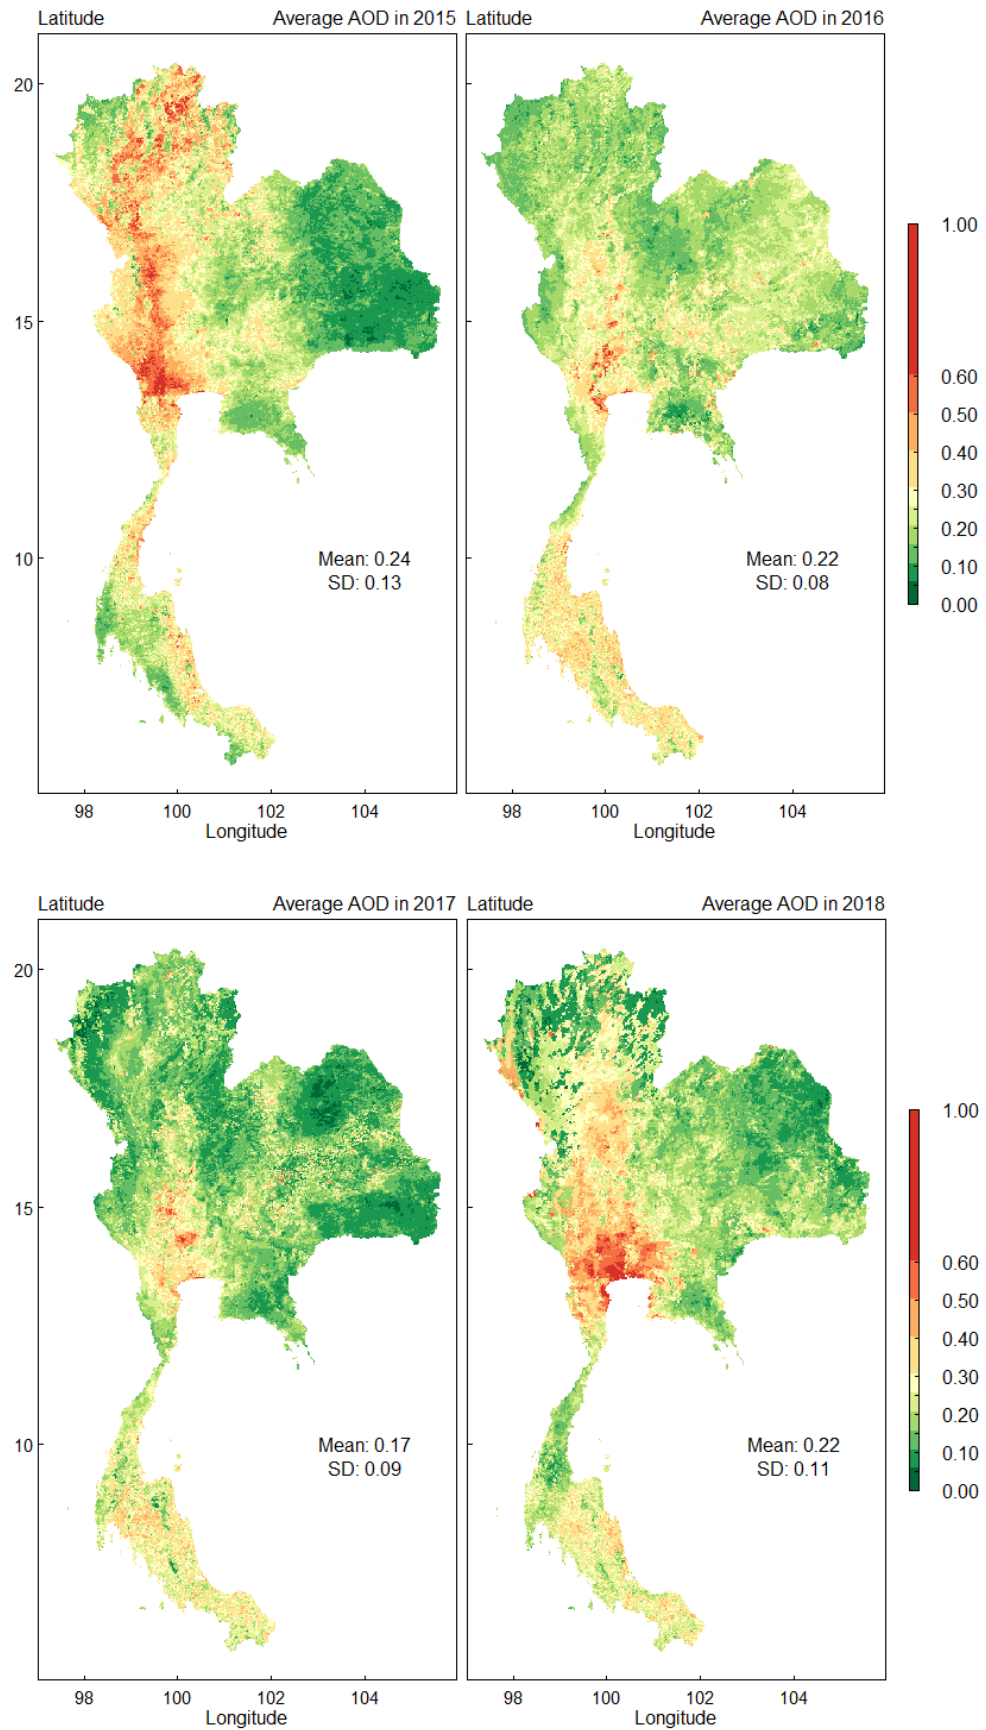 Latitude Average AOD in 2015 Latitude Average AOD in 2016
20
15
10
Mean: 0.24
SD: 0.13
Mean: 0.22
SD: 0.08
1.00
0.60
0.50
0.40
0.30
0.20
0.10
0.00
98 100 102 104 98 100 102 104
Longitude Longitude
Latitude Average AOD in 2017 Latitude Average AOD in 2018
20
15
10
Mean: 0.17
SD: 0.09
Mean: 0.22
SD: 0.11
1.00
0.60
0.50
0.40
0.30
0.20
0.10
0.00
98 100 102 104 98 100 102 104
Longitude Longitude